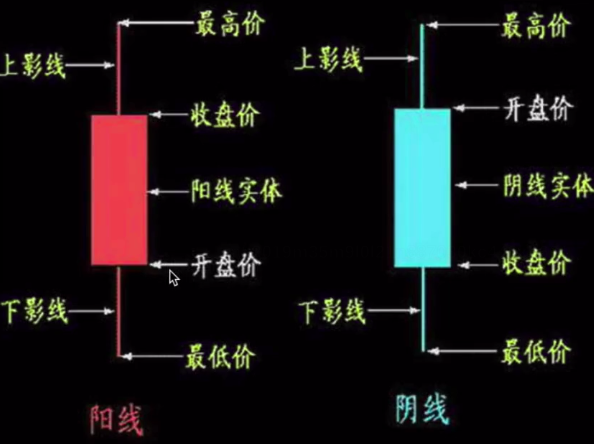 最高价
上影线
收盘价
阳线实体
开盘价
下影线
最低价
阳线
最高价
上影线
开盘价
阴线实体
收盘价
下影线
最低价
阴线